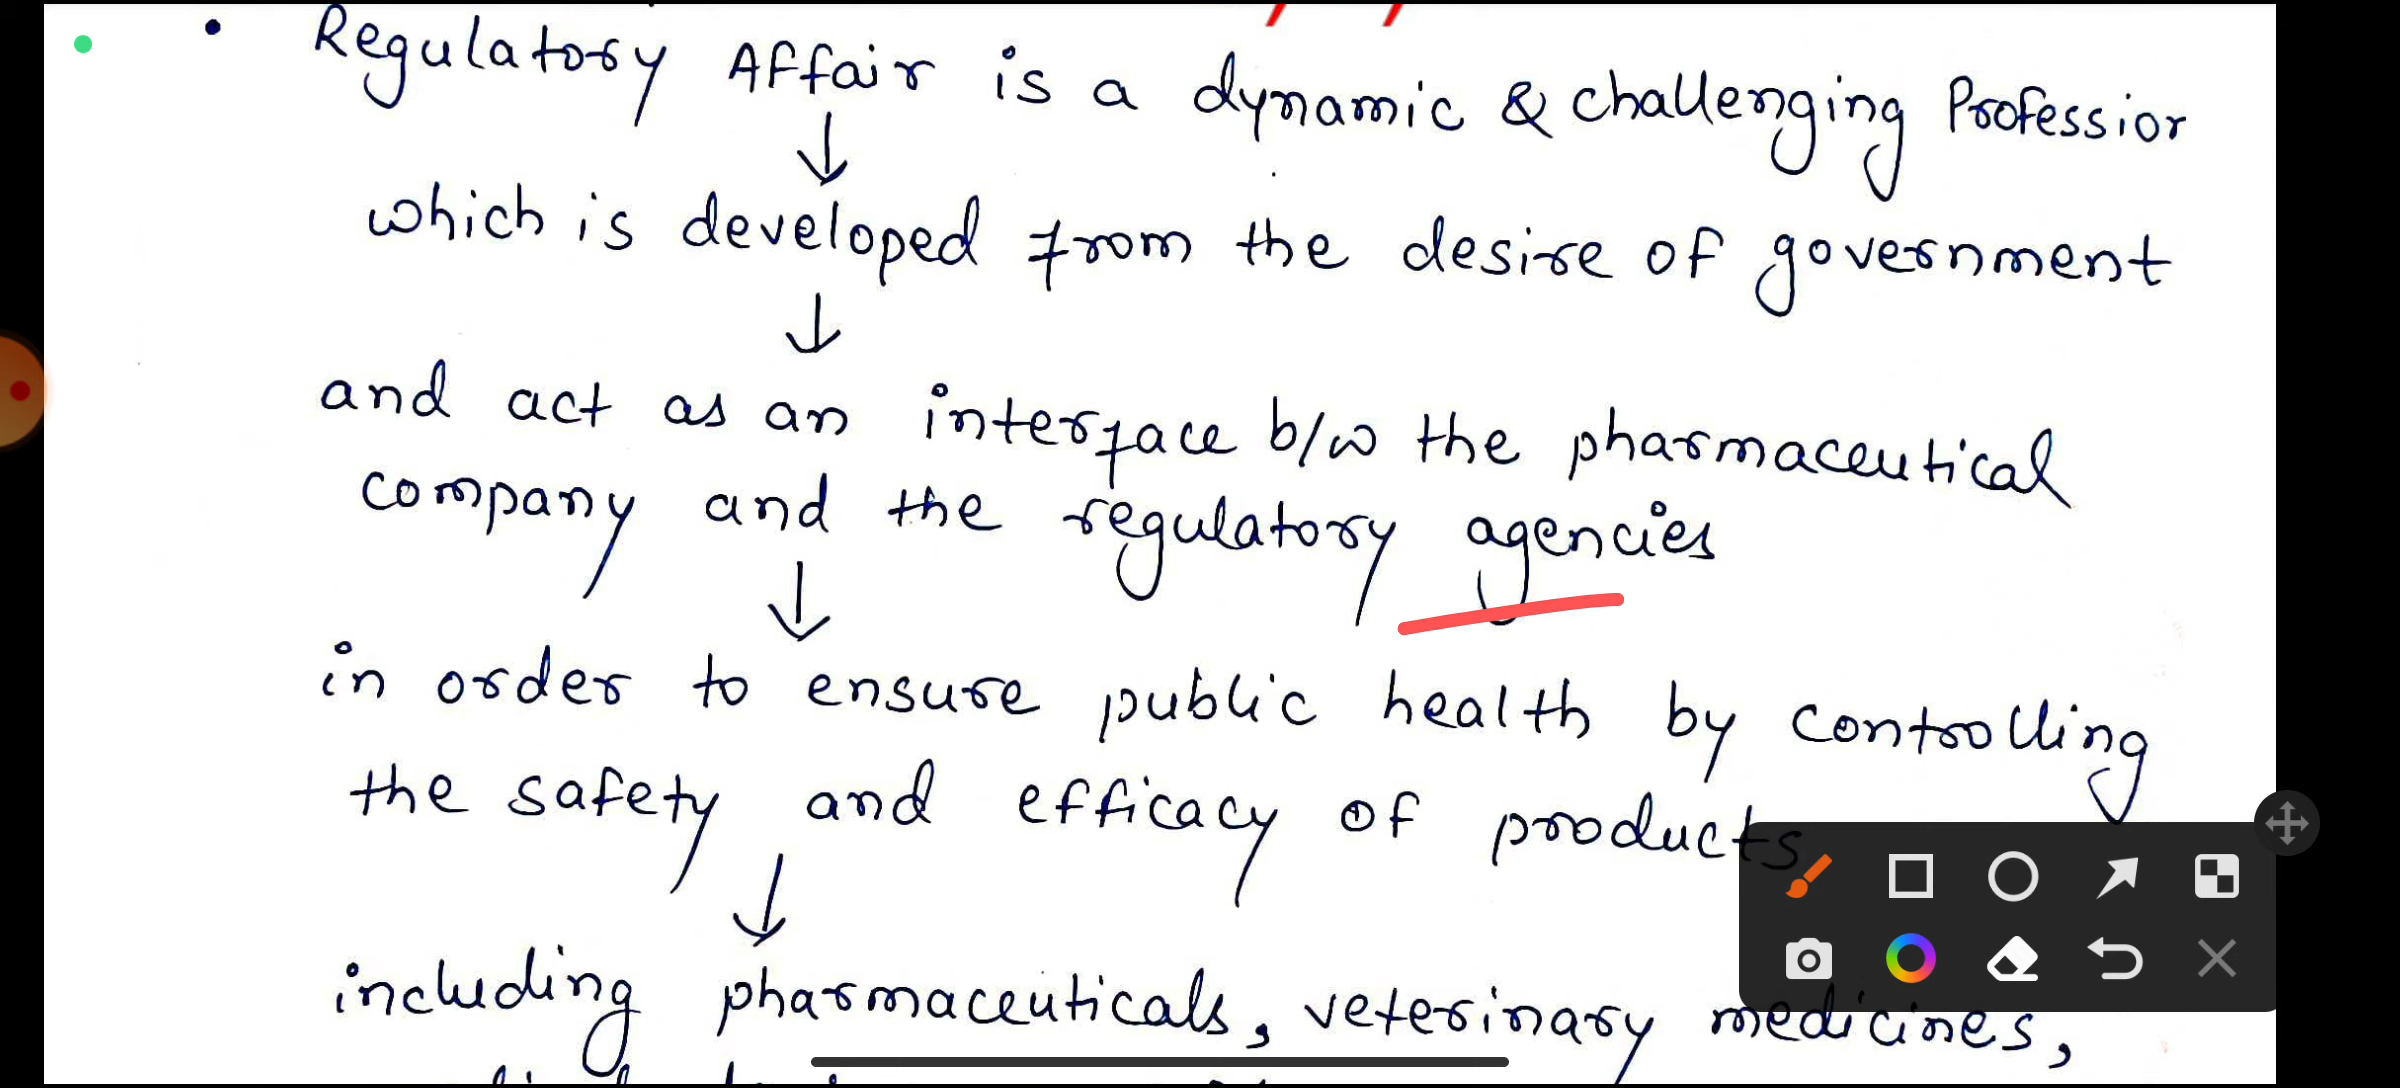 • Regulatory Affair is a dynamic & challenging Profession
↓
which is developed from the desire of government
↓
and act as an interface b/w the pharmaceutical
company and the regulatory agencies
↓
in order to ensure public health by controlling
the safety and efficacy of products
↓
including pharmaceuticals, veterinary medicines,